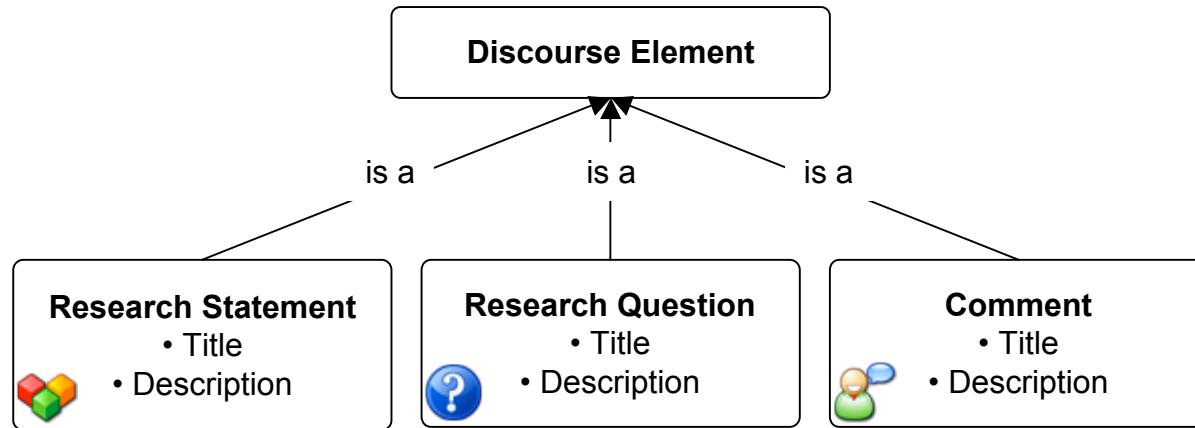 Discourse Element
is a
is a
is a
Research Statement
• Title
• Description
Research Question
• Title
• Description
?
Comment
• Title
• Description